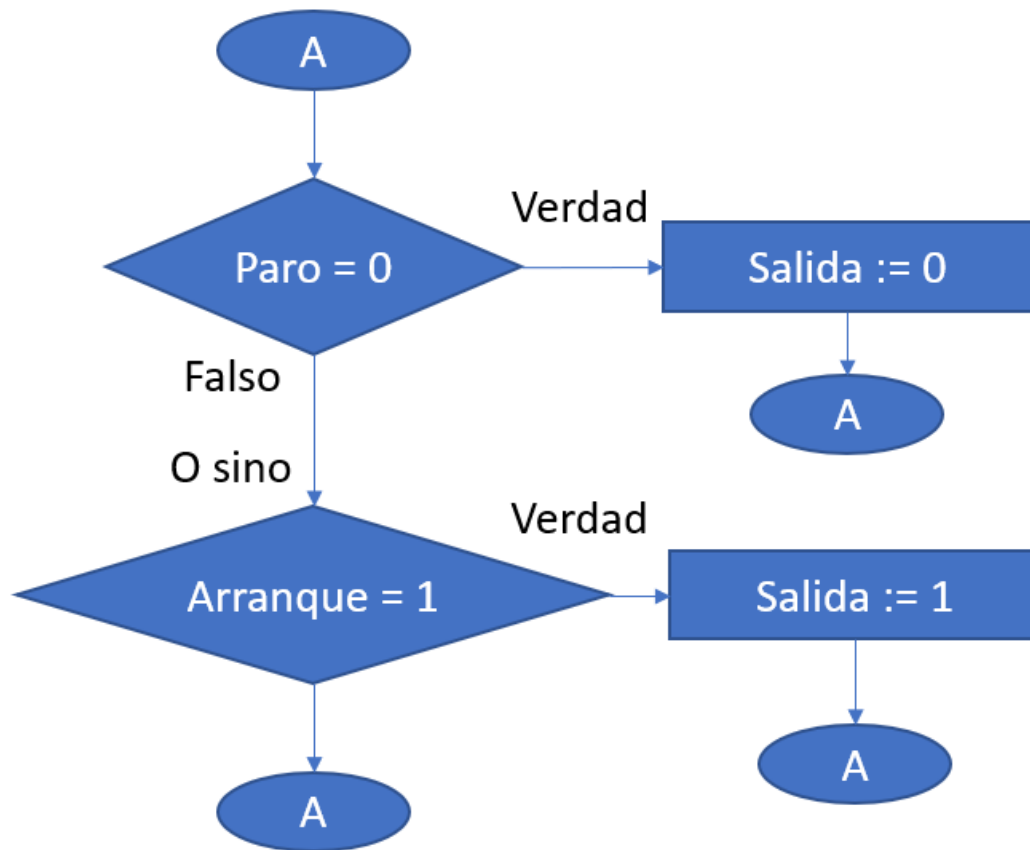 A
Verdad
Paro = 0
Salida := 0
Falso
A
O sino
Verdad
Arranque = 1
Salida := 1
A
A